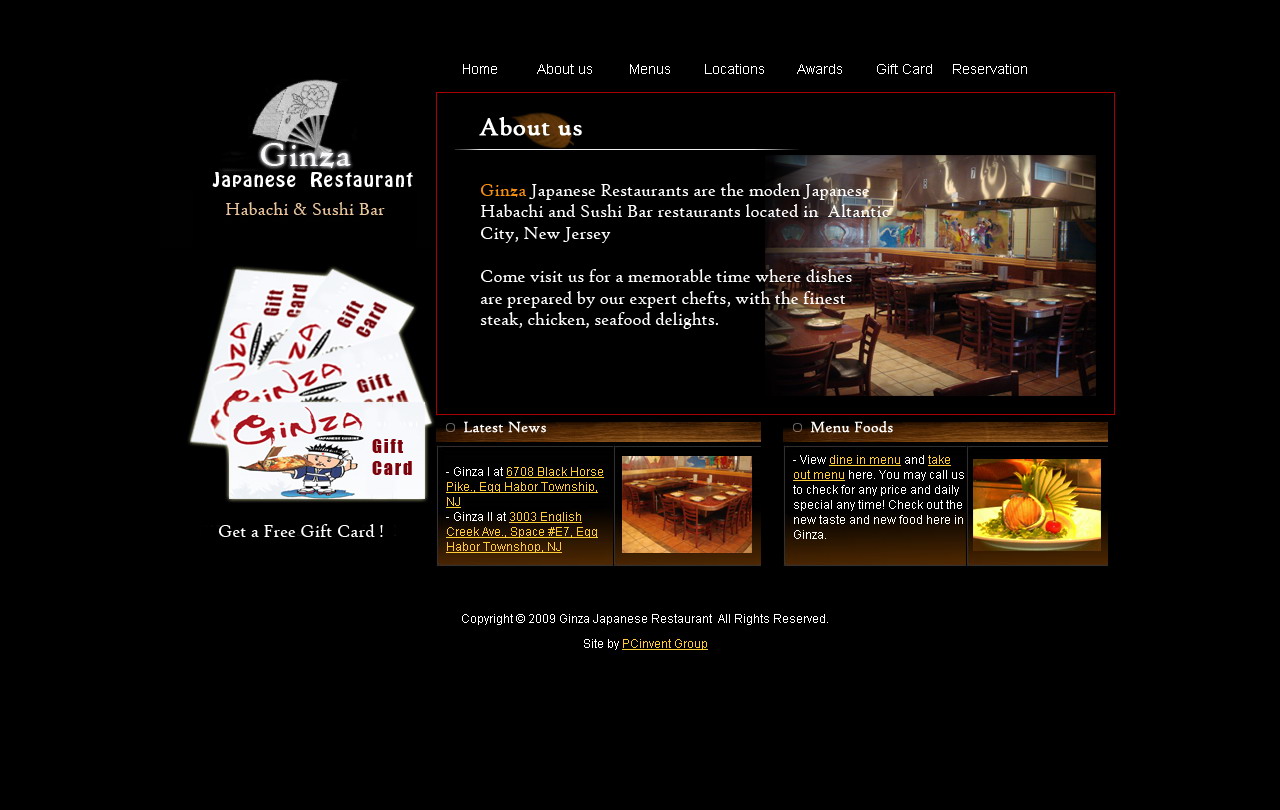 Home About us Menus Locations Awards Gift Card Reservation
Ginza
Japanese Restaurant
Habachi & Sushi Bar
About us
Ginza Japanese Restaurants are the moden Japanese
Habachi and Sushi Bar restaurants located in Altantic
City, New Jersey
Come visit us for a memorable time where dishes
are prepared by our expert chefts, with the finest
steak, chicken, seafood delights.
Gift
Card
Gift
Card
Gift
Card
GINZA
JAPANESE CUISINE
Gift
Card
Get a Free Gift Card !
Latest News
- Ginza I at 6708 Black Horse
Pike., Egg Habor Township,
NJ
- Ginza II at 3003 English
Creek Ave., Space #E7, Egg
Habor Townshop, NJ
Menu Foods
- View dine in menu and take
out menu here. You may call us
to check for any price and daily
special any time! Check out the
new taste and new food here in
Ginza.
Copyright © 2009 Ginza Japanese Restaurant All Rights Reserved.
Site by PCinvent Group